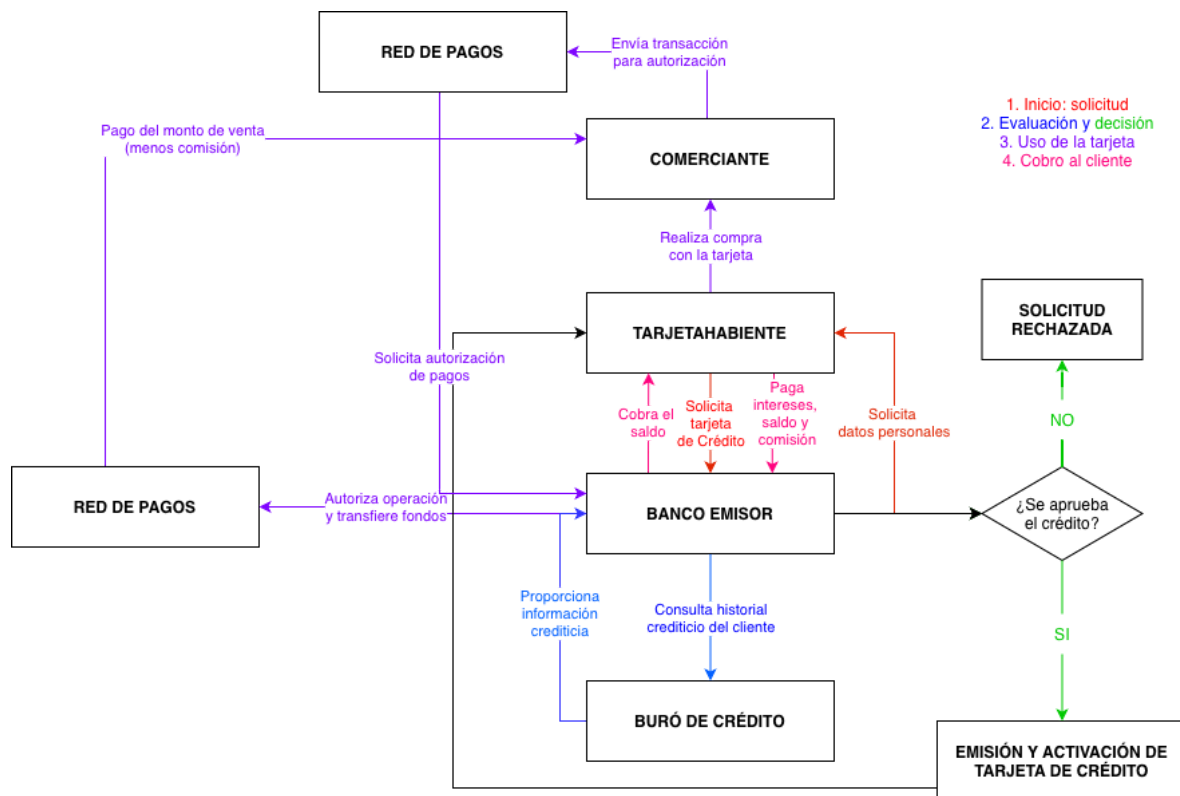 RED DE PAGOS
Envía transacción
para autorización
1. Inicio: solicitud
2. Evaluación y decisión
3. Uso de la tarjeta
4. Cobro al cliente
Pago del monto de venta
(menos comisión)
COMERCIANTE
Realiza compra
con la tarjeta
SOLICITUD
RECHAZADA
TARJETAHABIENTE
Solicita autorización
de pagos
Cobra el
saldo
Solicita
tarjeta
de Crédito
Paga
intereses,
saldo y
comisión
Solicita
datos personales
NO
RED DE PAGOS
Autoriza operación
y transfiere fondos
BANCO EMISOR
¿Se aprueba
el crédito?
Proporciona
información
crediticia
Consulta historial
crediticio del cliente
SI
BURÓ DE CRÉDITO
EMISIÓN Y ACTIVACIÓN DE
TARJETA DE CRÉDITO